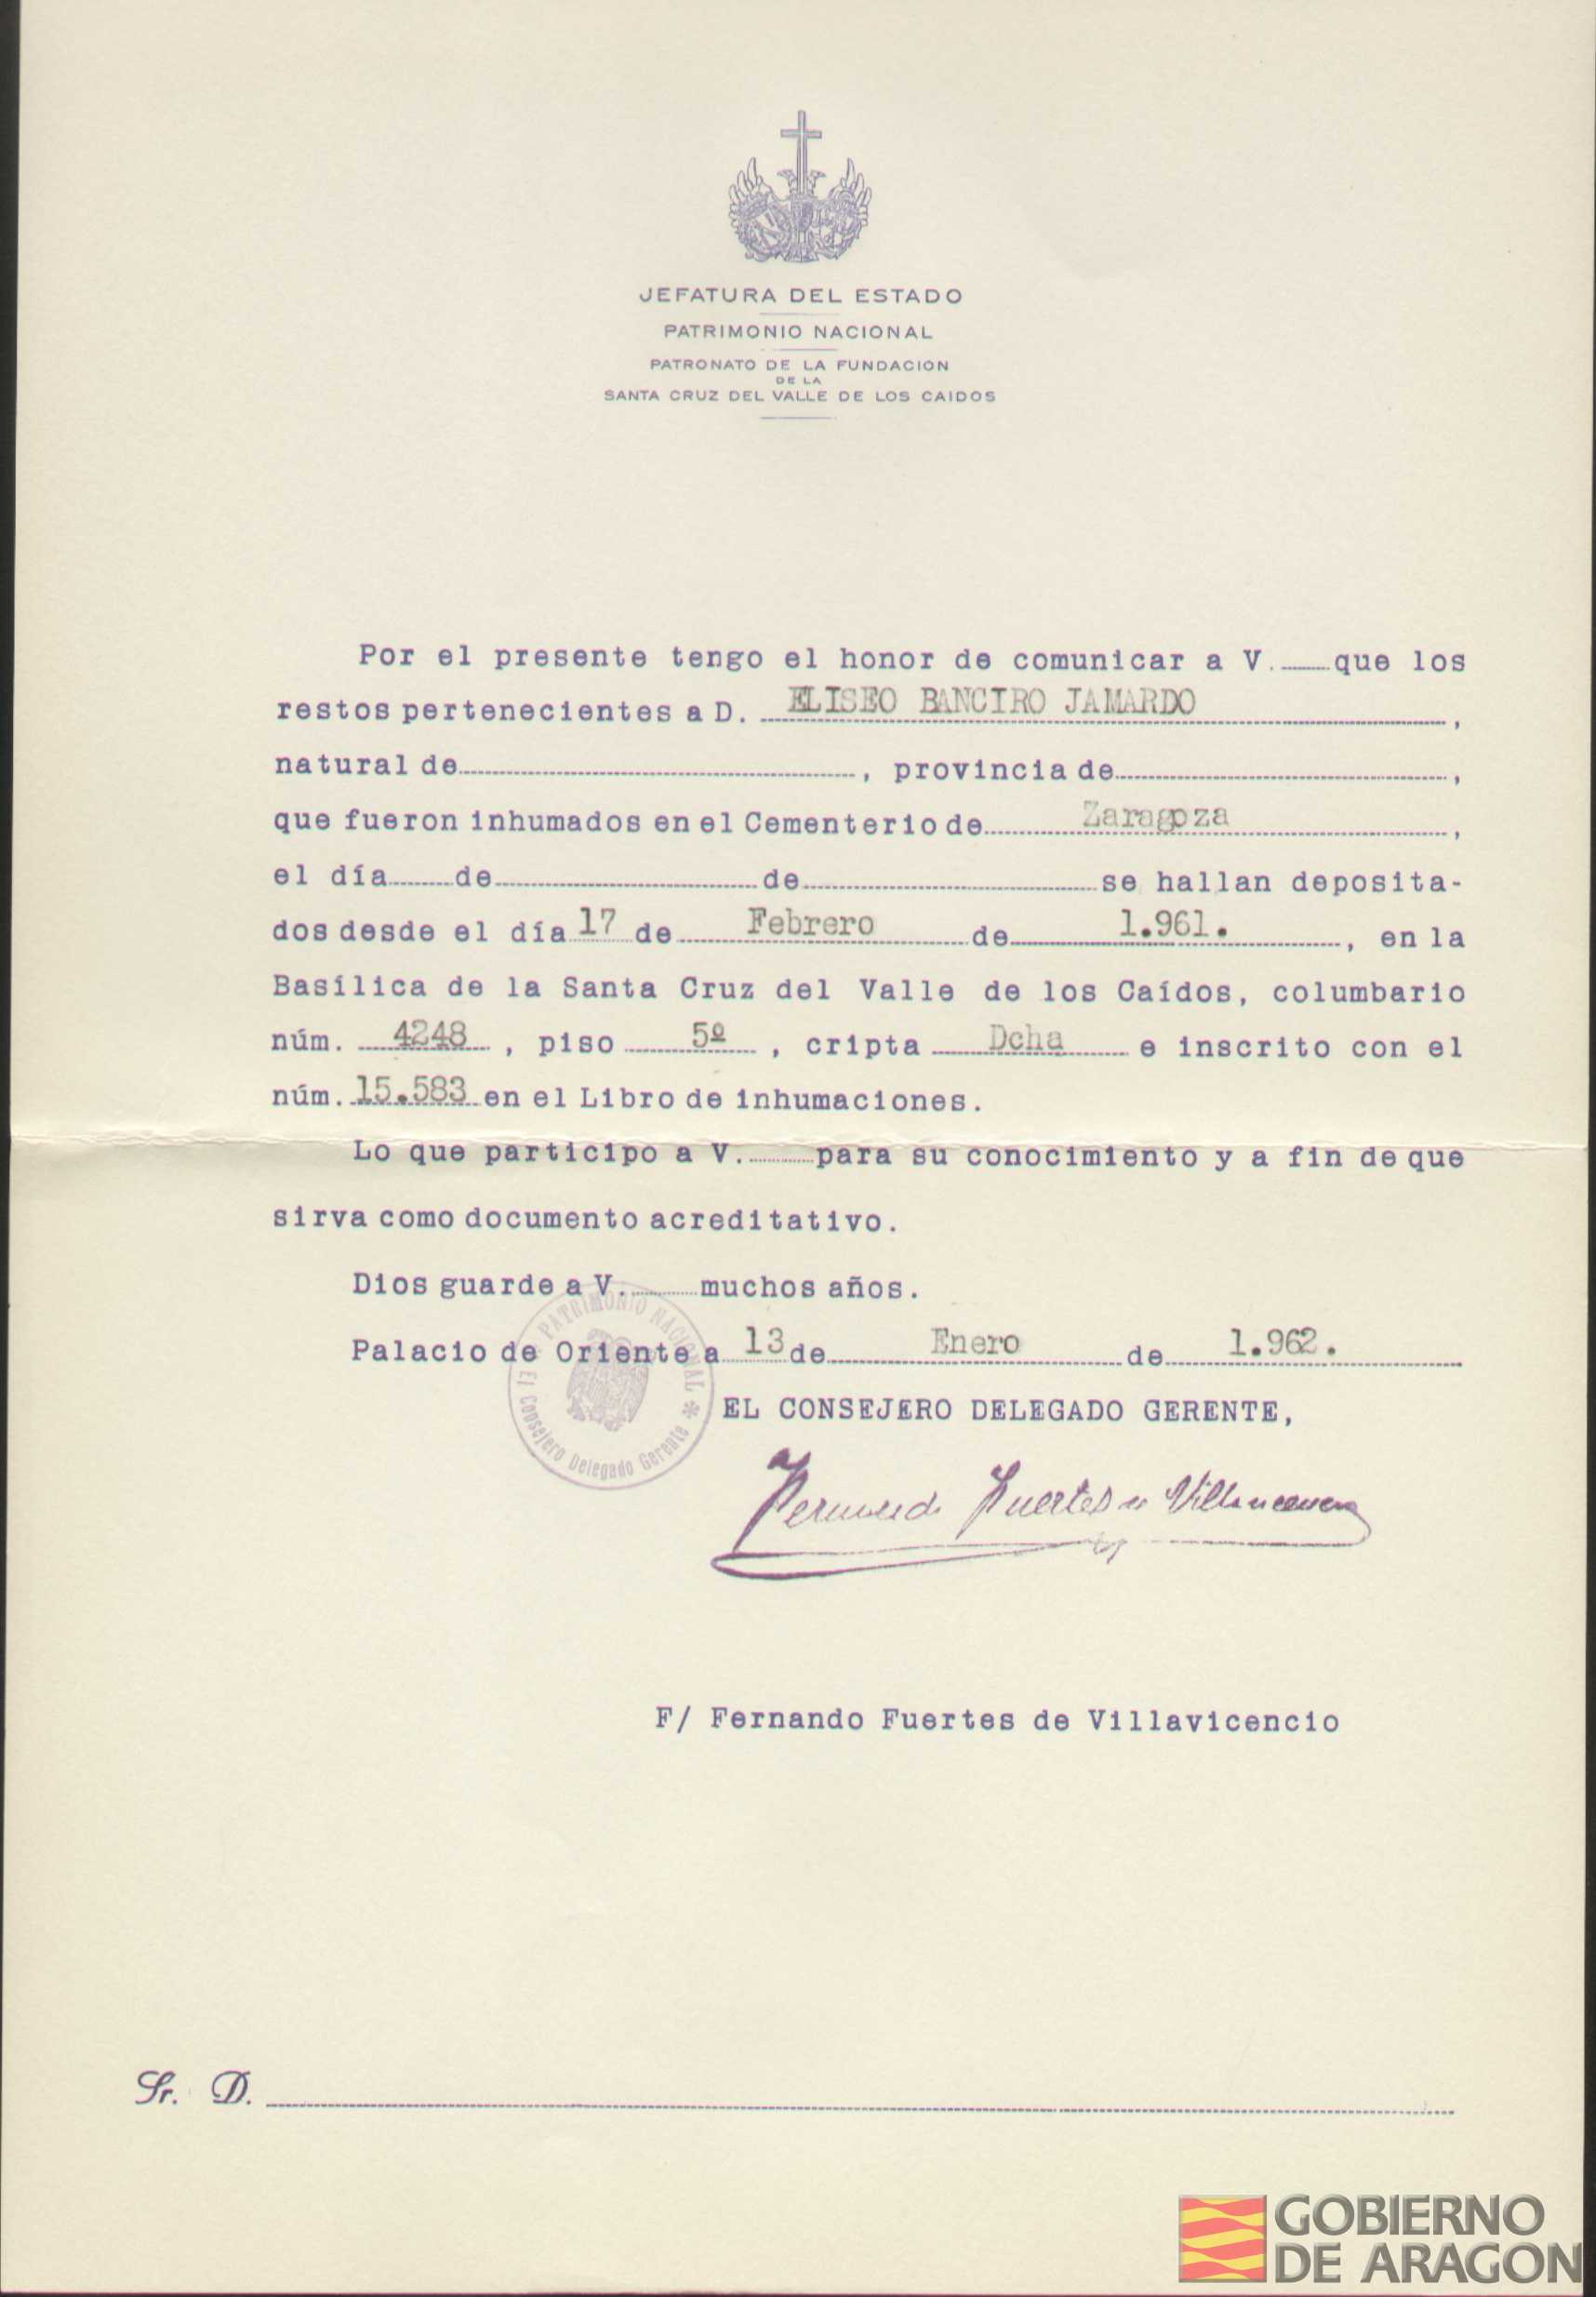 JEFATURA DEL ESTADO
PATRIMONIO NACIONAL
PATRONATO DE LA FUNDACION
DE LA
SANTA CRUZ DEL VALLE DE LOS CAIDOS
Por el presente tengo el honor de comunicar a V. que los
restos pertenecientes a D. ELISEO BANCIRO JAMARDO ,
natural de , provincia de ,
que fueron inhumados en el Cementerio de Zaragoza ,
el día de de se hallan deposita-
dos desde el día 17 de Febrero de 1.961. , en la
Basílica de la Santa Cruz del Valle de los Caídos, columbario
núm. 4248 , piso 5º , cripta Dcha e inscrito con el
núm. 15.583 en el Libro de inhumaciones.
Lo que participo a V. para su conocimiento y a fin de que
sirva como documento acreditativo.
Dios guarde a V. muchos años.
Palacio de Oriente a 13 de Enero de 1.962.
PATRIMONIO NACIONAL * El Consejero Delegado Gerente
EL CONSEJERO DELEGADO GERENTE,
Fernando Fuertes de Villavicencio
F/ Fernando Fuertes de Villavicencio
Sr. D.
GOBIERNO
DE ARAGON